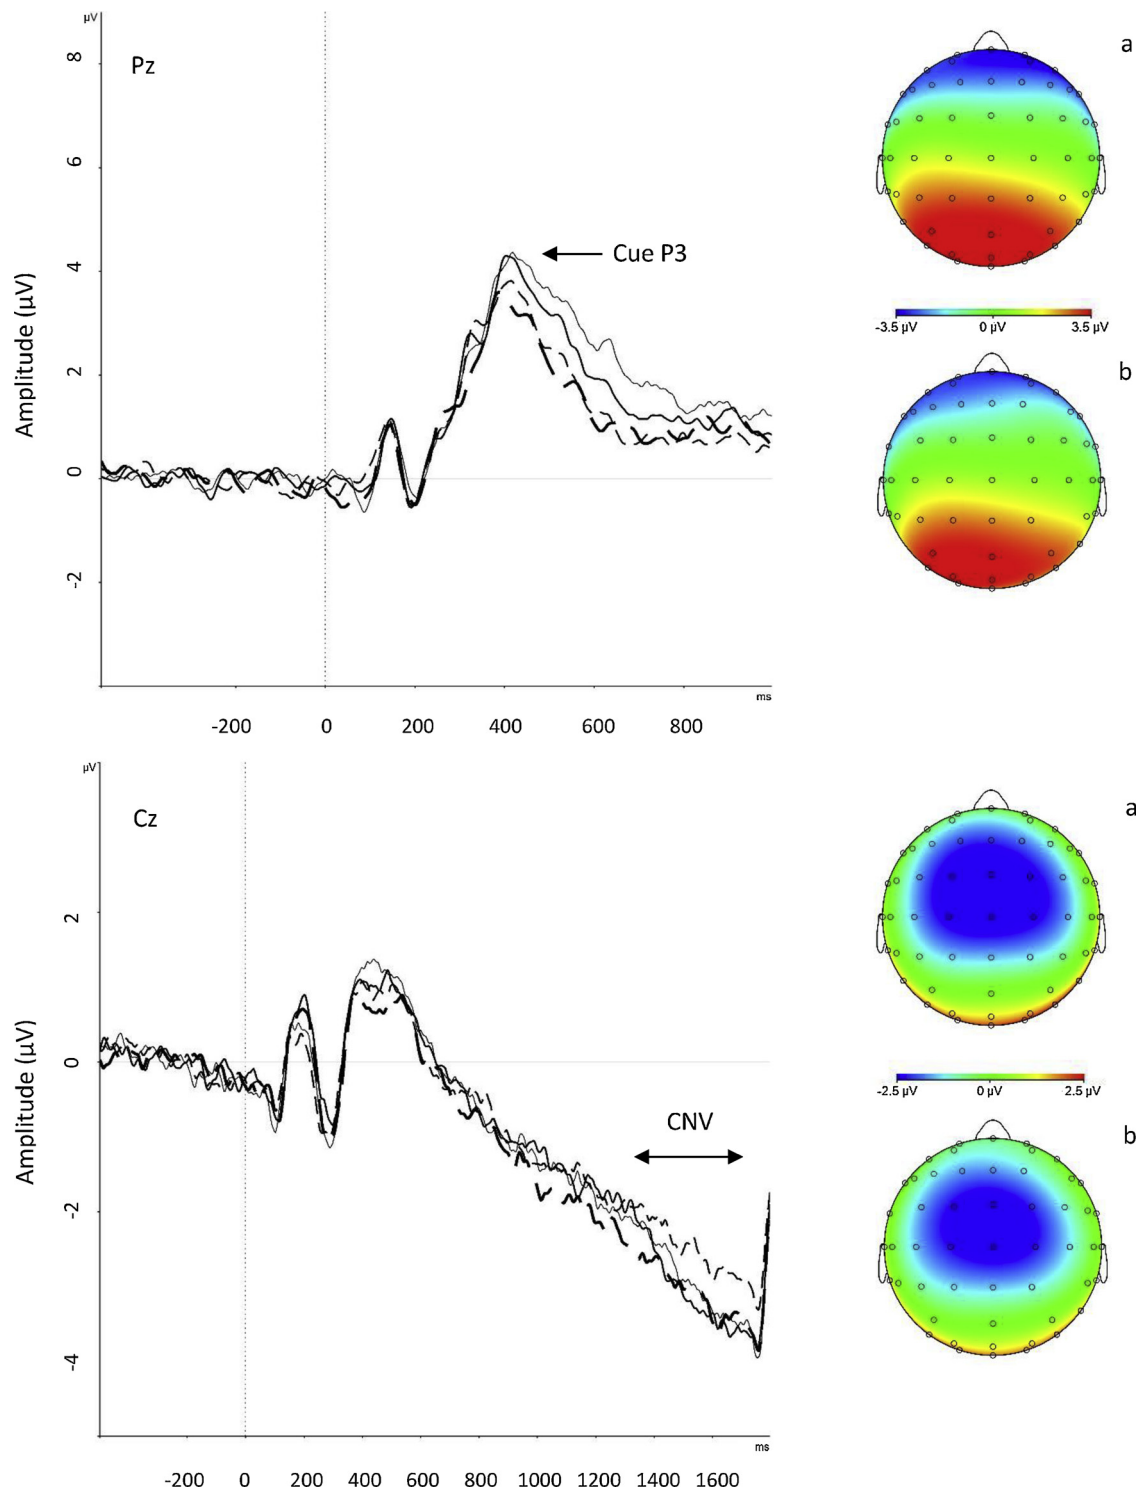 µV
a
8
Pz
6
Cue P3
4
Amplitude (µV)
-3.5 µV 0 µV 3.5 µV
b
2
0
-2
ms
-200 0 200 400 600 800
µV
a
Cz
2
Amplitude (µV)
0
-2.5 µV 0 µV 2.5 µV
CNV
b
-2
-4
ms
-200 0 200 400 600 800 1000 1200 1400 1600